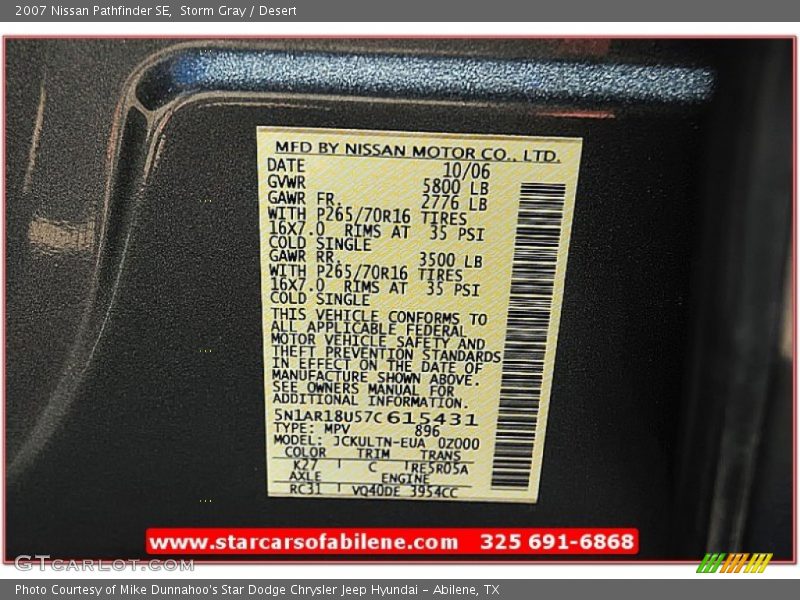 2007 Nissan Pathfinder SE, Storm Gray / Desert
MFD BY NISSAN MOTOR CO., LTD.
DATE 10/06
GVWR 5800 LB
GAWR FR. 2776 LB
WITH P265/70R16 TIRES
16X7.0 RIMS AT 35 PSI
COLD SINGLE
GAWR RR. 3500 LB
WITH P265/70R16 TIRES
16X7.0 RIMS AT 35 PSI
COLD SINGLE
THIS VEHICLE CONFORMS TO
ALL APPLICABLE FEDERAL
MOTOR VEHICLE SAFETY AND
THEFT PREVENTION STANDARDS
IN EFFECT ON THE DATE OF
MANUFACTURE SHOWN ABOVE.
SEE OWNERS MANUAL FOR
ADDITIONAL INFORMATION.
5N1AR18U57C615431
TYPE: MPV 896
MODEL: JCKULTN-EUA 0Z000
COLOR TRIM TRANS
K27 C RE5R05A
AXLE ENGINE
RC31 VQ40DE 3954CC
www.starcarsofabilene.com 325 691-6868
GTcarlot.com
Photo Courtesy of Mike Dunnahoo's Star Dodge Chrysler Jeep Hyundai - Abilene, TX